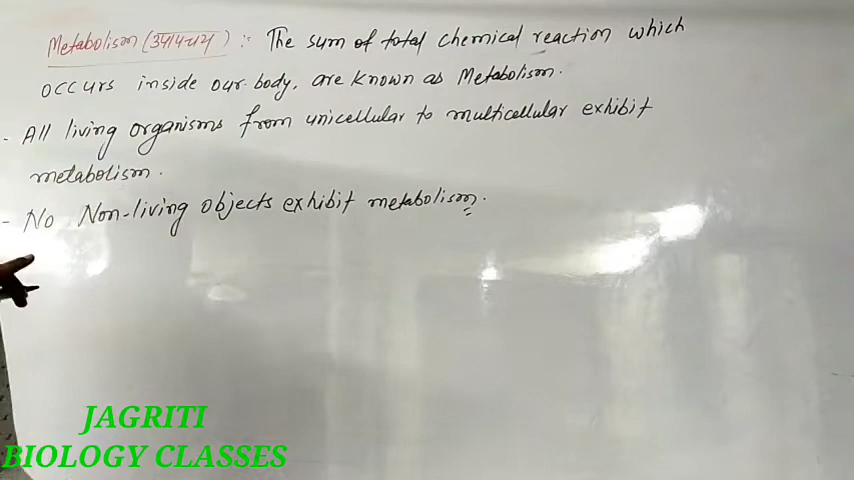 Metabolism (उपापचय) :- The sum of total chemical reaction which
occurs inside our body, are known as Metabolism.
- All living organisms from unicellular to multicellular exhibit
metabolism.
- No Non-living objects exhibit metabolism.
JAGRITI
BIOLOGY CLASSES